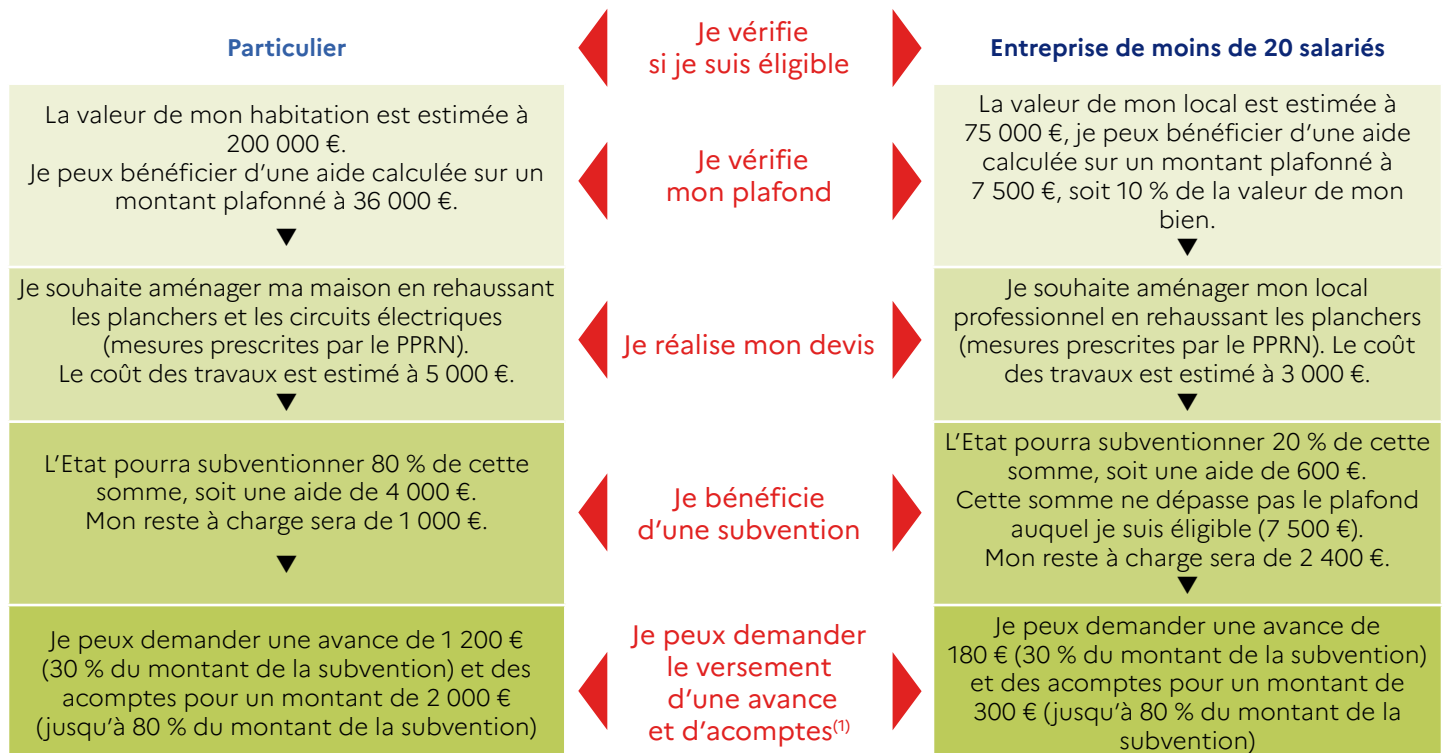 Particulier
Je vérifie
si je suis éligible
Entreprise de moins de 20 salariés
La valeur de mon habitation est estimée à
200 000 €.
Je peux bénéficier d'une aide calculée sur un
montant plafonné à 36 000 €.
▼
Je vérifie
mon plafond
La valeur de mon local est estimée à
75 000 €, je peux bénéficier d'une aide
calculée sur un montant plafonné à
7 500 €, soit 10 % de la valeur de mon
bien.
▼
Je souhaite aménager ma maison en rehaussant
les planchers et les circuits électriques
(mesures prescrites par le PPRN).
Le coût des travaux est estimé à 5 000 €.
▼
Je réalise mon devis
Je souhaite aménager mon local
professionnel en rehaussant les planchers
(mesures prescrites par le PPRN). Le coût
des travaux est estimé à 3 000 €.
▼
L'Etat pourra subventionner 80 % de cette
somme, soit une aide de 4 000 €.
Mon reste à charge sera de 1 000 €.
▼
Je bénéficie
d'une subvention
L'Etat pourra subventionner 20 % de cette
somme, soit une aide de 600 €.
Cette somme ne dépasse pas le plafond
auquel je suis éligible (7 500 €).
Mon reste à charge sera de 2 400 €.
▼
Je peux demander une avance de 1 200 €
(30 % du montant de la subvention) et des
acomptes pour un montant de 2 000 €
(jusqu'à 80 % du montant de la subvention)
Je peux demander
le versement
d'une avance
et d'acomptes(1)
Je peux demander une avance de
180 € (30 % du montant de la subvention)
et des acomptes pour un montant de
300 € (jusqu'à 80 % du montant de la
subvention)